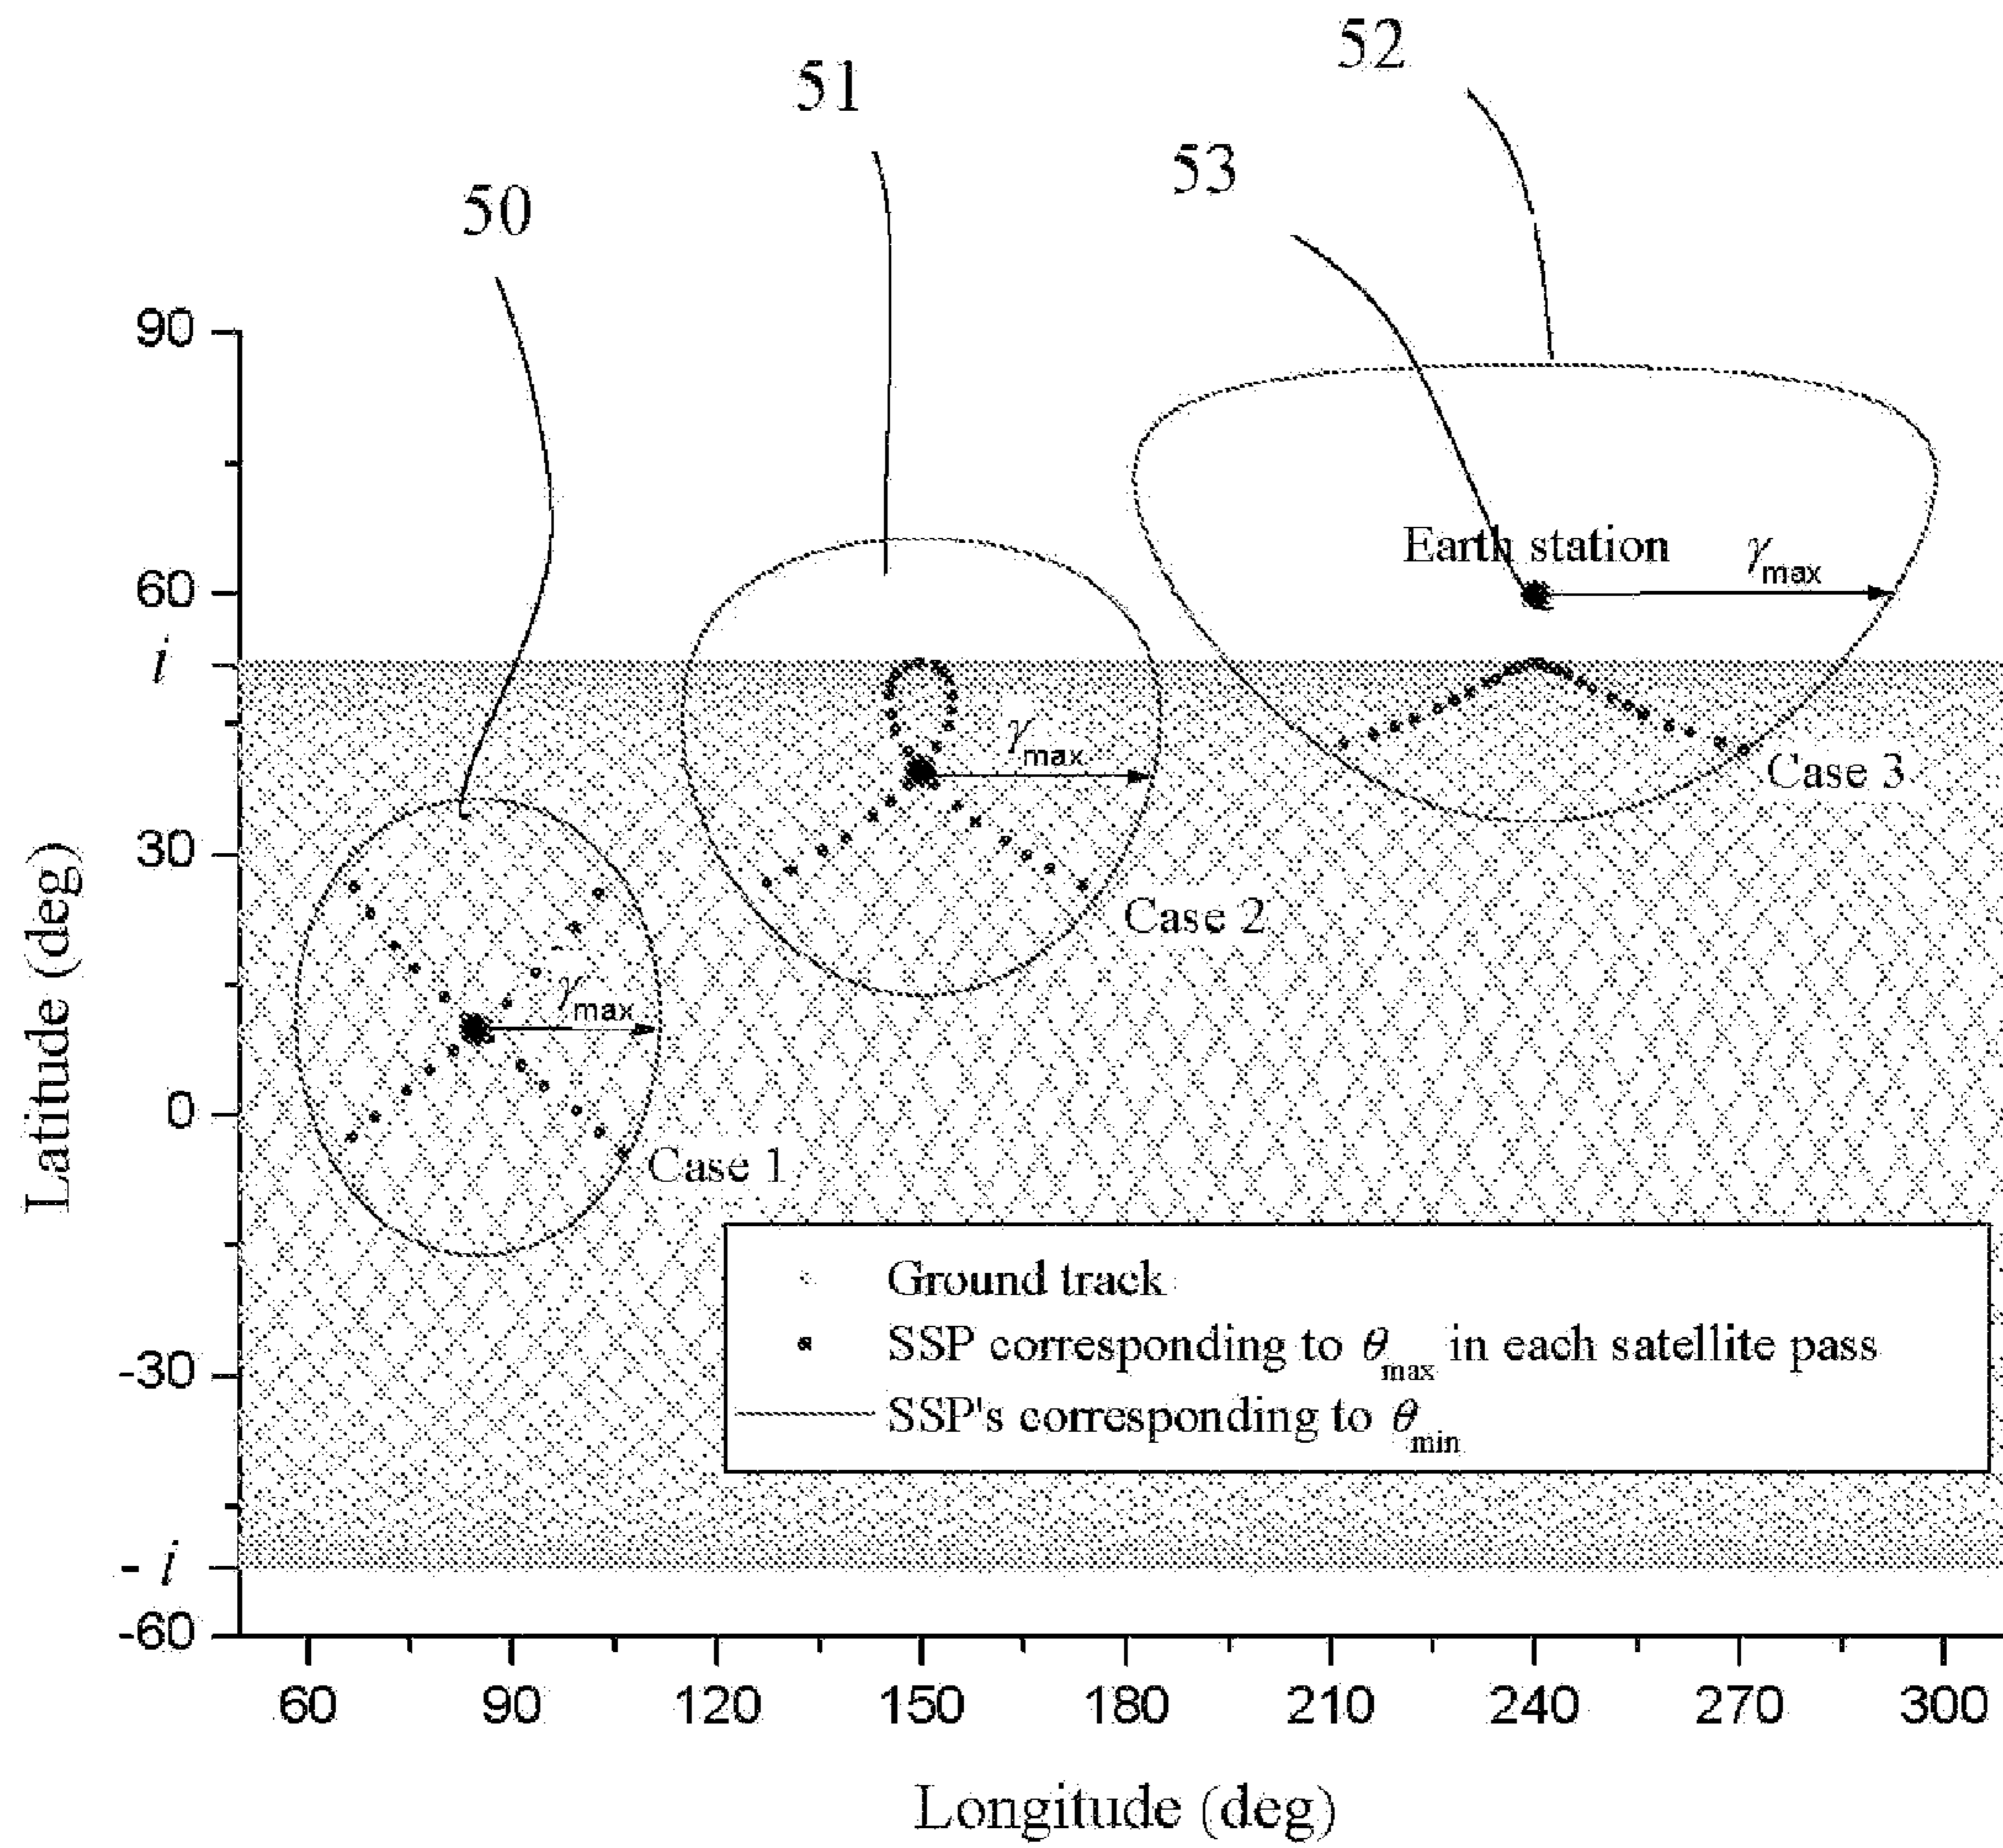 52
51
53
50
90
60
i
30
0
-30
- i
-60
Latitude (deg)
Earth station
γmax
γmax
Case 3
Case 2
γmax
Case 1
Ground track
SSP corresponding to θmax in each satellite pass
SSP's corresponding to θmin
60 90 120 150 180 210 240 270 300
Longitude (deg)